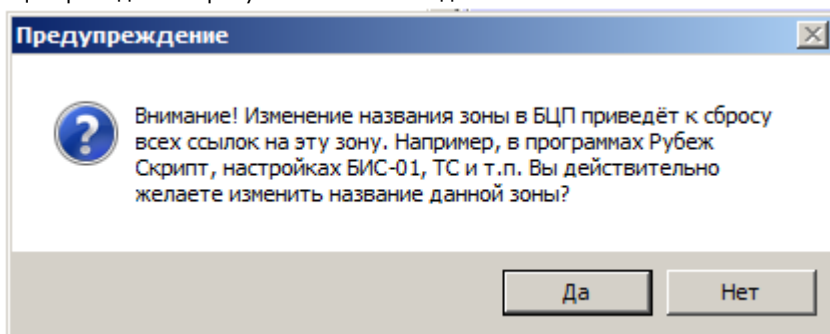 Предупреждение
Внимание! Изменение названия зоны в БЦП приведёт к сбросу
всех ссылок на эту зону. Например, в программах Рубеж
Скрипт, настройках БИС-01, ТС и т.п. Вы действительно
желаете изменить название данной зоны?
Да Нет